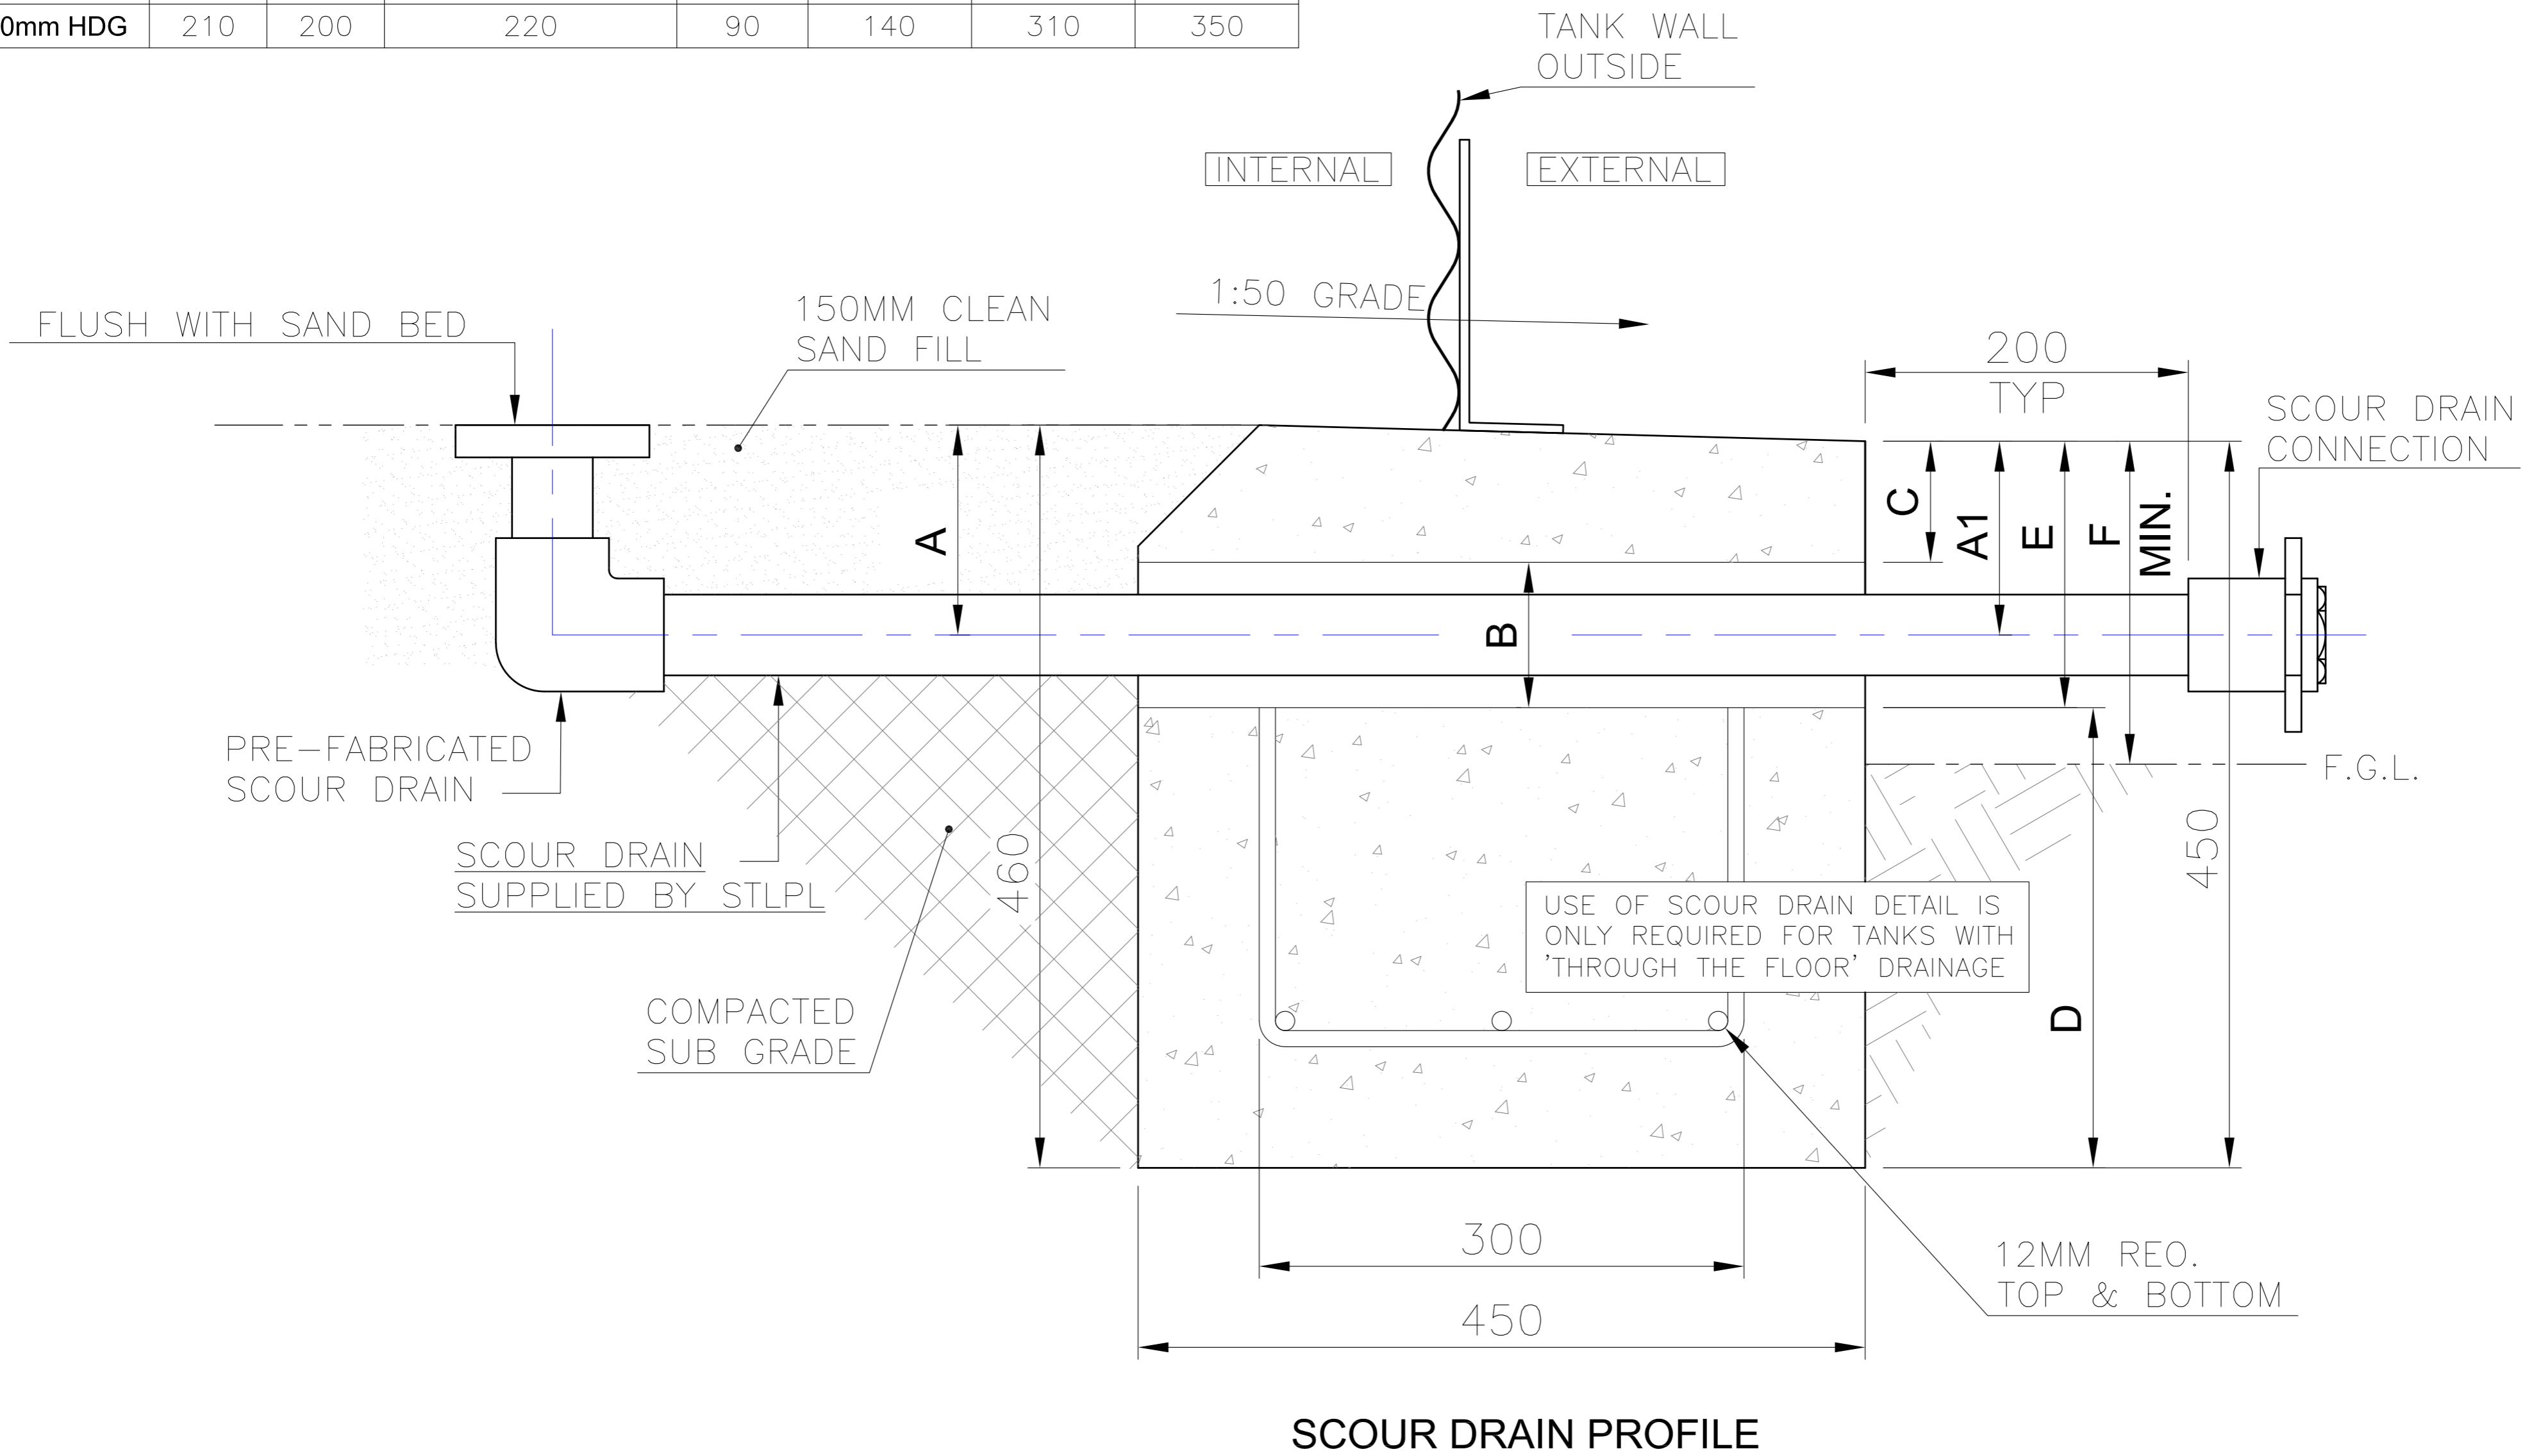 0mm HDG 210 200 220 90 140 310 350
TANK WALL
OUTSIDE
INTERNAL
EXTERNAL
1:50 GRADE
FLUSH WITH SAND BED
150MM CLEAN
SAND FILL
200
TYP
SCOUR DRAIN
CONNECTION
A
B
C
A1
E
F
MIN.
PRE-FABRICATED
SCOUR DRAIN
F.G.L.
SCOUR DRAIN
SUPPLIED BY STLPL
460
450
USE OF SCOUR DRAIN DETAIL IS
ONLY REQUIRED FOR TANKS WITH
'THROUGH THE FLOOR' DRAINAGE
D
COMPACTED
SUB GRADE
300
450
12MM REO.
TOP & BOTTOM
SCOUR DRAIN PROFILE